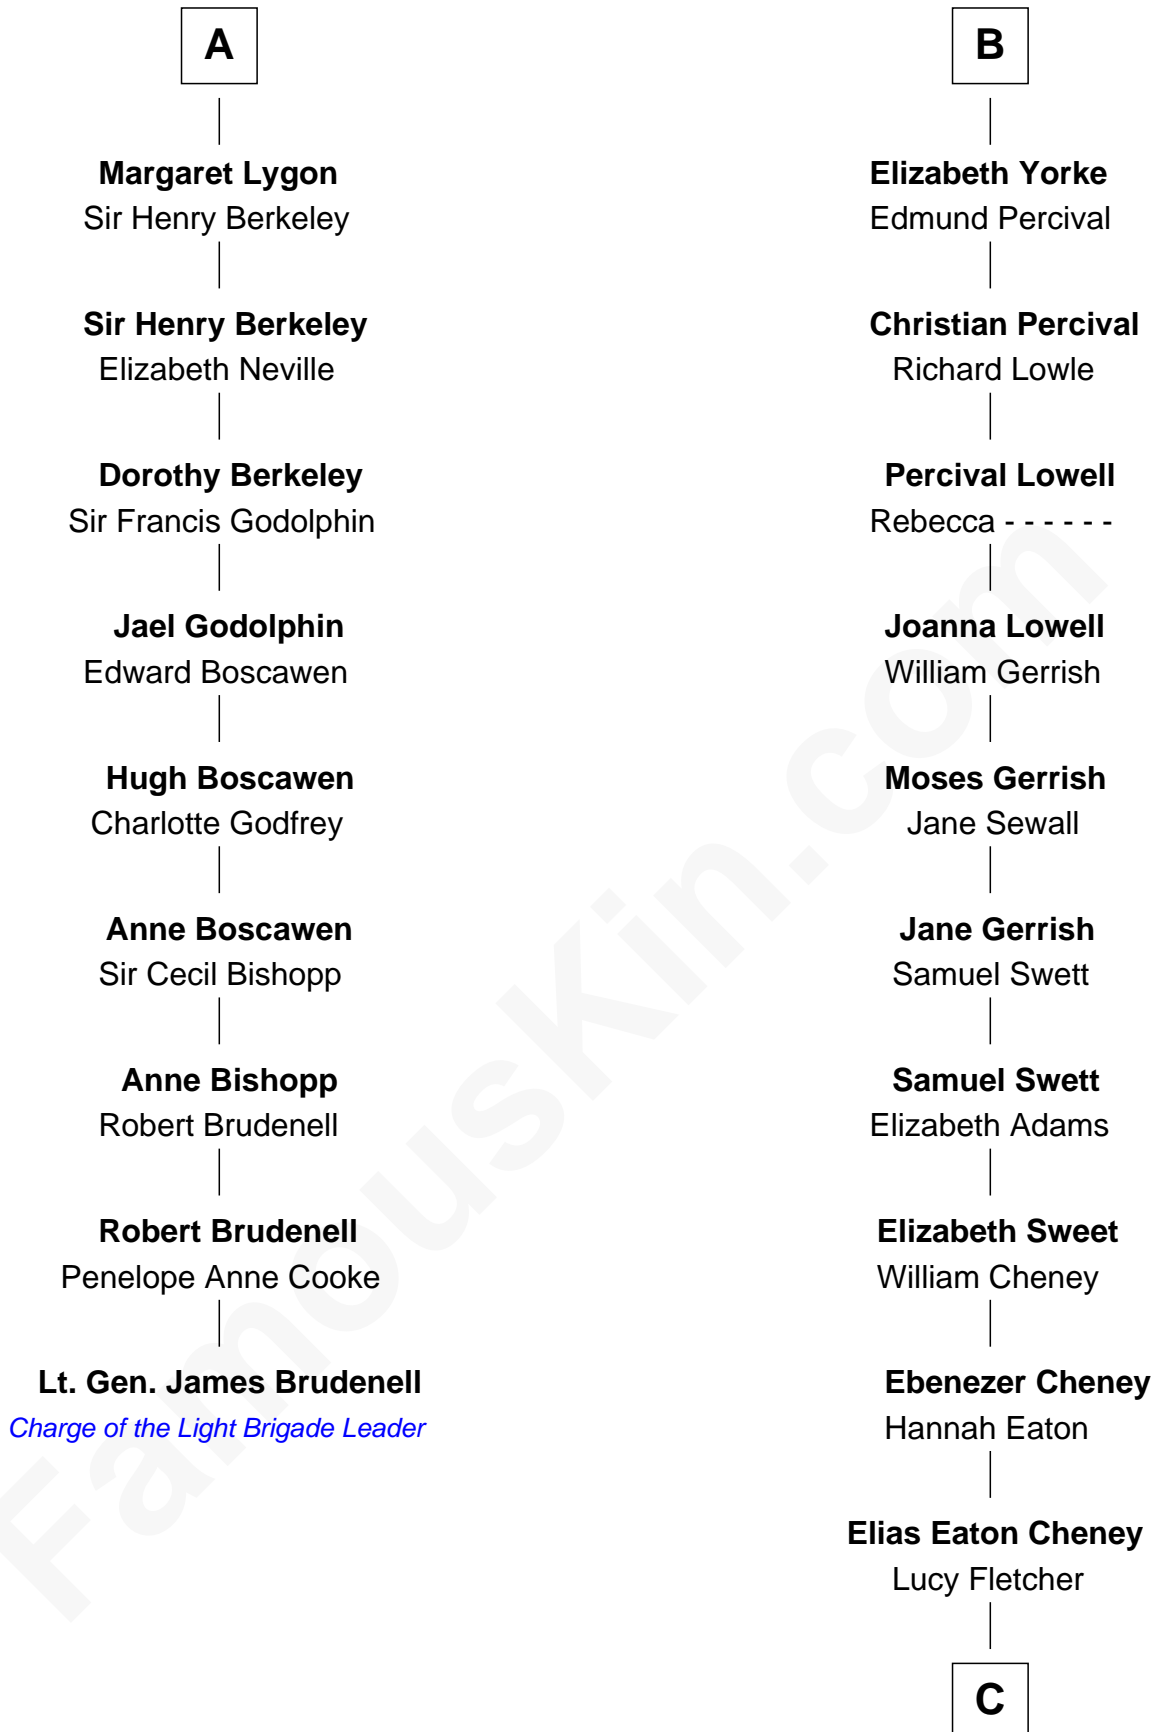 A
Margaret Lygon
Sir Henry Berkeley
Sir Henry Berkeley
Elizabeth Neville
Dorothy Berkeley
Sir Francis Godolphin
Jael Godolphin
Edward Boscawen
Hugh Boscawen
Charlotte Godfrey
Anne Boscawen
Sir Cecil Bishopp
Anne Bishopp
Robert Brudenell
Robert Brudenell
Penelope Anne Cooke
Lt. Gen. James Brudenell
Charge of the Light Brigade Leader
B
Elizabeth Yorke
Edmund Percival
Christian Percival
Richard Lowle
Percival Lowell
Rebecca - - - - - -
Joanna Lowell
William Gerrish
Moses Gerrish
Jane Sewall
Jane Gerrish
Samuel Swett
Samuel Swett
Elizabeth Adams
Elizabeth Sweet
William Cheney
Ebenezer Cheney
Hannah Eaton
Elias Eaton Cheney
Lucy Fletcher
C
FamousKin.com